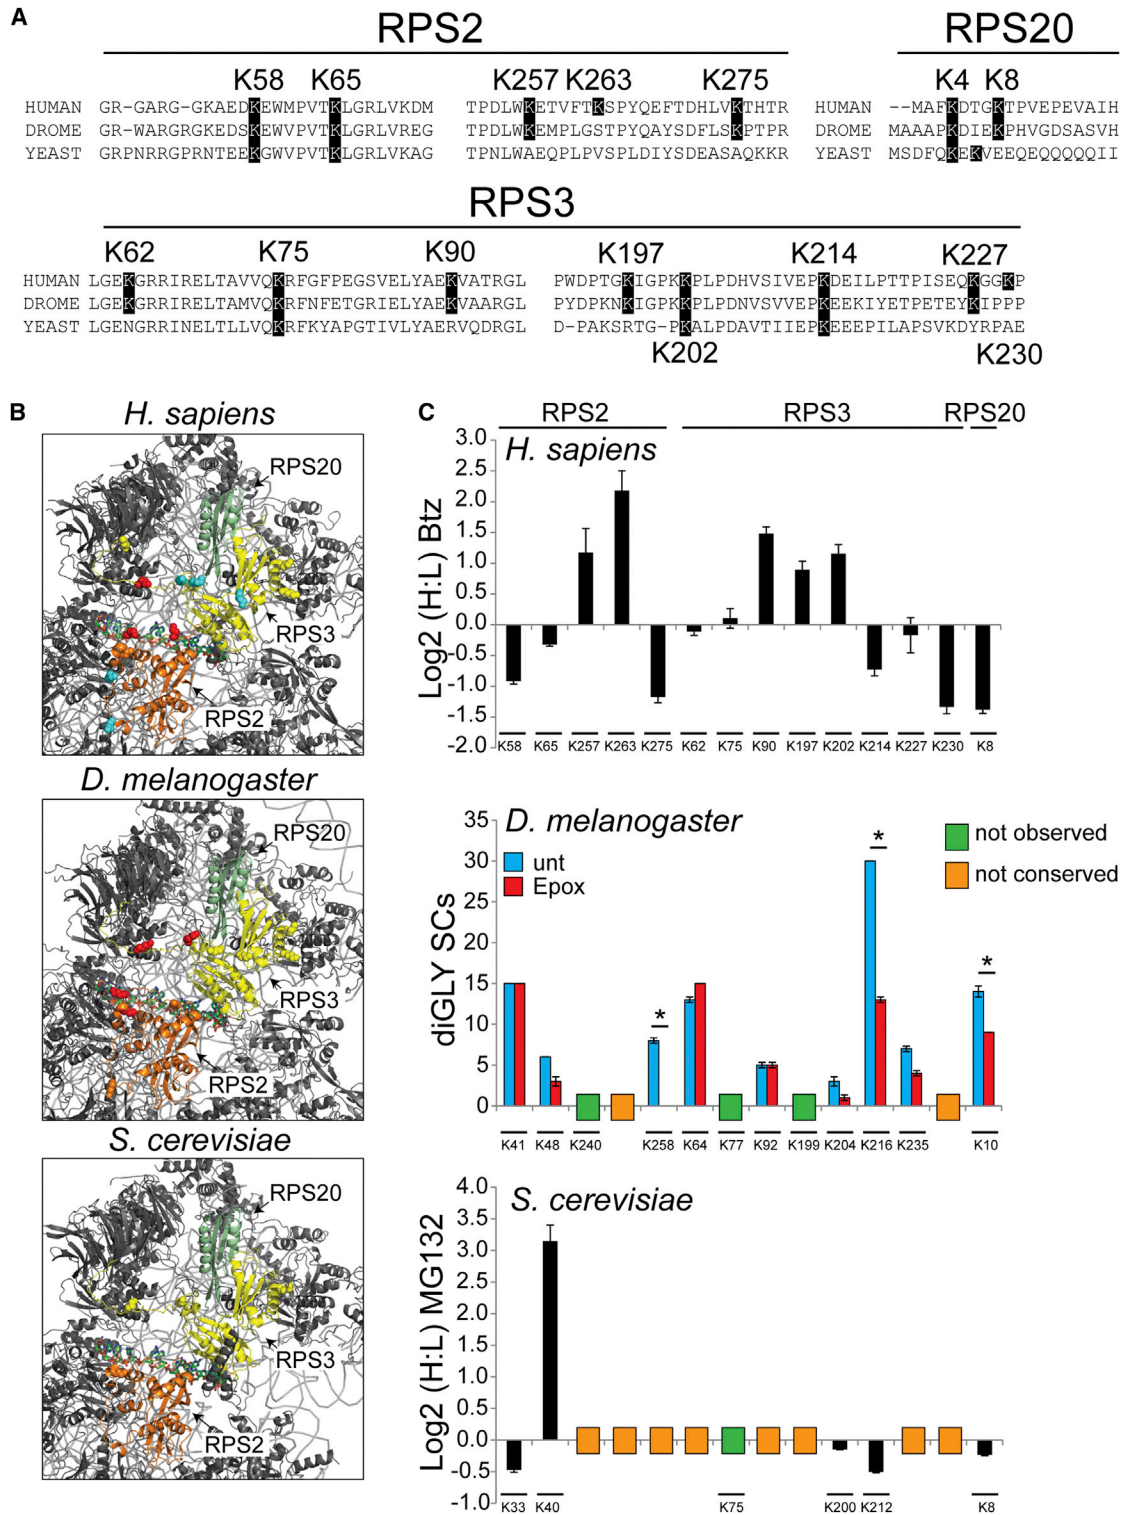 A
RPS2 RPS20
K58 K65 K257 K263 K275 K4 K8
HUMAN GR-GARG-GKAEDKEWMPVTKLGRLVKDM TPDLWKETVFTKSPYQEFTDHLVKTHTR HUMAN --MAFKDTGKTPVEPEVAIH
DROME GR-WARGRGKEDSKEWVPVTKLGRLVREG TPDLWKEMPLGSTPYQAYSDFLSKPTPR DROME MAAAPKDIEKPHVGDSASVH
YEAST GRPNRRGPRNTEEKGWVPVTKLGRLVKAG TPNLWAEQPLPVSPLDIYSDEASAQKKR YEAST MSDFQKEKVEEQEQQQQQII
RPS3
K62 K75 K90 K197 K214 K227
HUMAN LGEKGRRIRELTAVVQKRFGFPEGSVELYAEKVATRGL PWDPTGKIGPKKPLPDHVSIVEPKDEILPTTPISEQKGGKP
DROME LGEKGRRIRELTAMVQKRFNFETGRIELYAEKVAARGL PYDPKNKIGPKKPLPDNVSVVEPKEEKIYETPETEYKIPPP
YEAST LGENGRRINELTLLVQKRFKYAPGTIVLYAERVQDRGL D-PAKSRTG-PKALPDAVTIIEPKEEEPILAPSVKDYRPAE
K202 K230
B
H. sapiens
RPS20
RPS3
RPS2
D. melanogaster
RPS20
RPS3
RPS2
S. cerevisiae
RPS20
RPS3
RPS2
C
RPS2 RPS3 RPS20
H. sapiens
Log2 (H:L) Btz
3.0
2.5
2.0
1.5
1.0
0.5
0.0
-0.5
-1.0
-1.5
-2.0
K58 K65 K257 K263 K275 K62 K75 K90 K197 K202 K214 K227 K230 K8
D. melanogaster
unt
Epox
not observed
not conserved
diGLY SCs
35
30
25
20
15
10
5
0
* * *
K41 K48 K240 K258 K64 K77 K92 K199 K204 K216 K235 K10
S. cerevisiae
Log2 (H:L) MG132
4.0
3.5
3.0
2.5
2.0
1.5
1.0
0.5
0.0
-0.5
-1.0
K33 K40 K75 K200 K212 K8